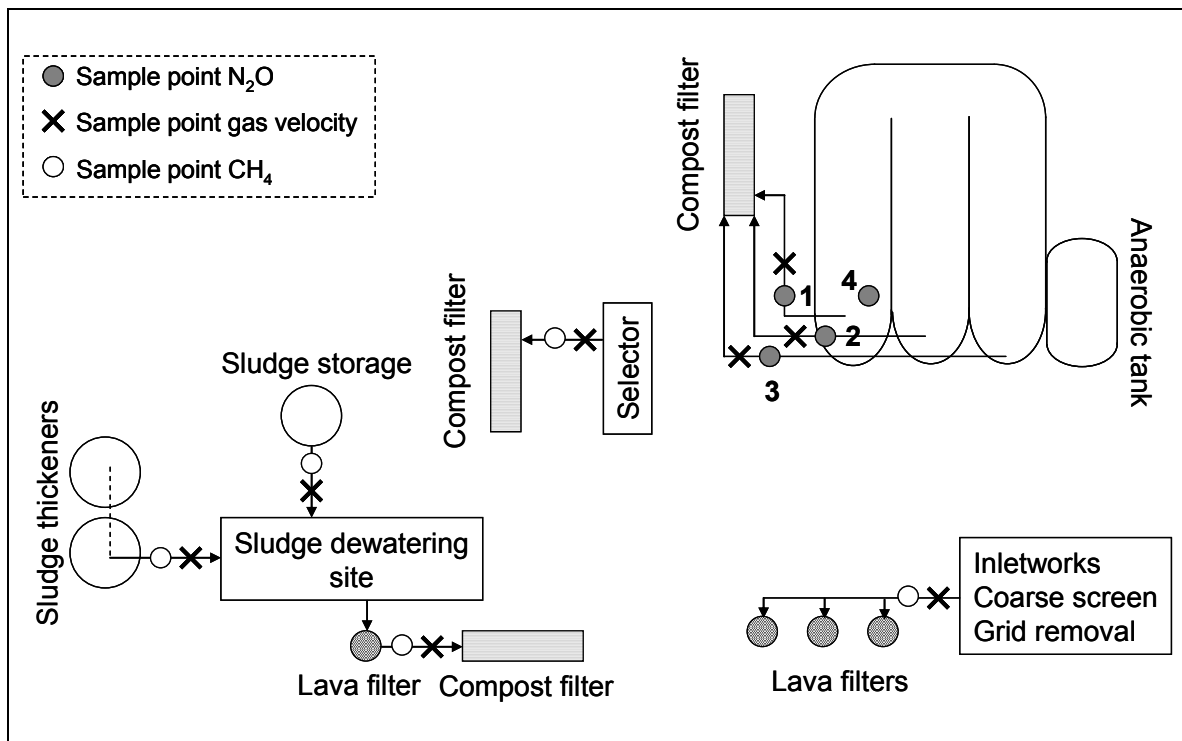 Sample point N₂O
Sample point gas velocity
Sample point CH₄
Compost filter
1
4
2
3
Anaerobic tank
Compost filter
Selector
Sludge storage
Sludge thickeners
Sludge dewatering
site
Lava filter
Compost filter
Inletworks
Coarse screen
Grid removal
Lava filters